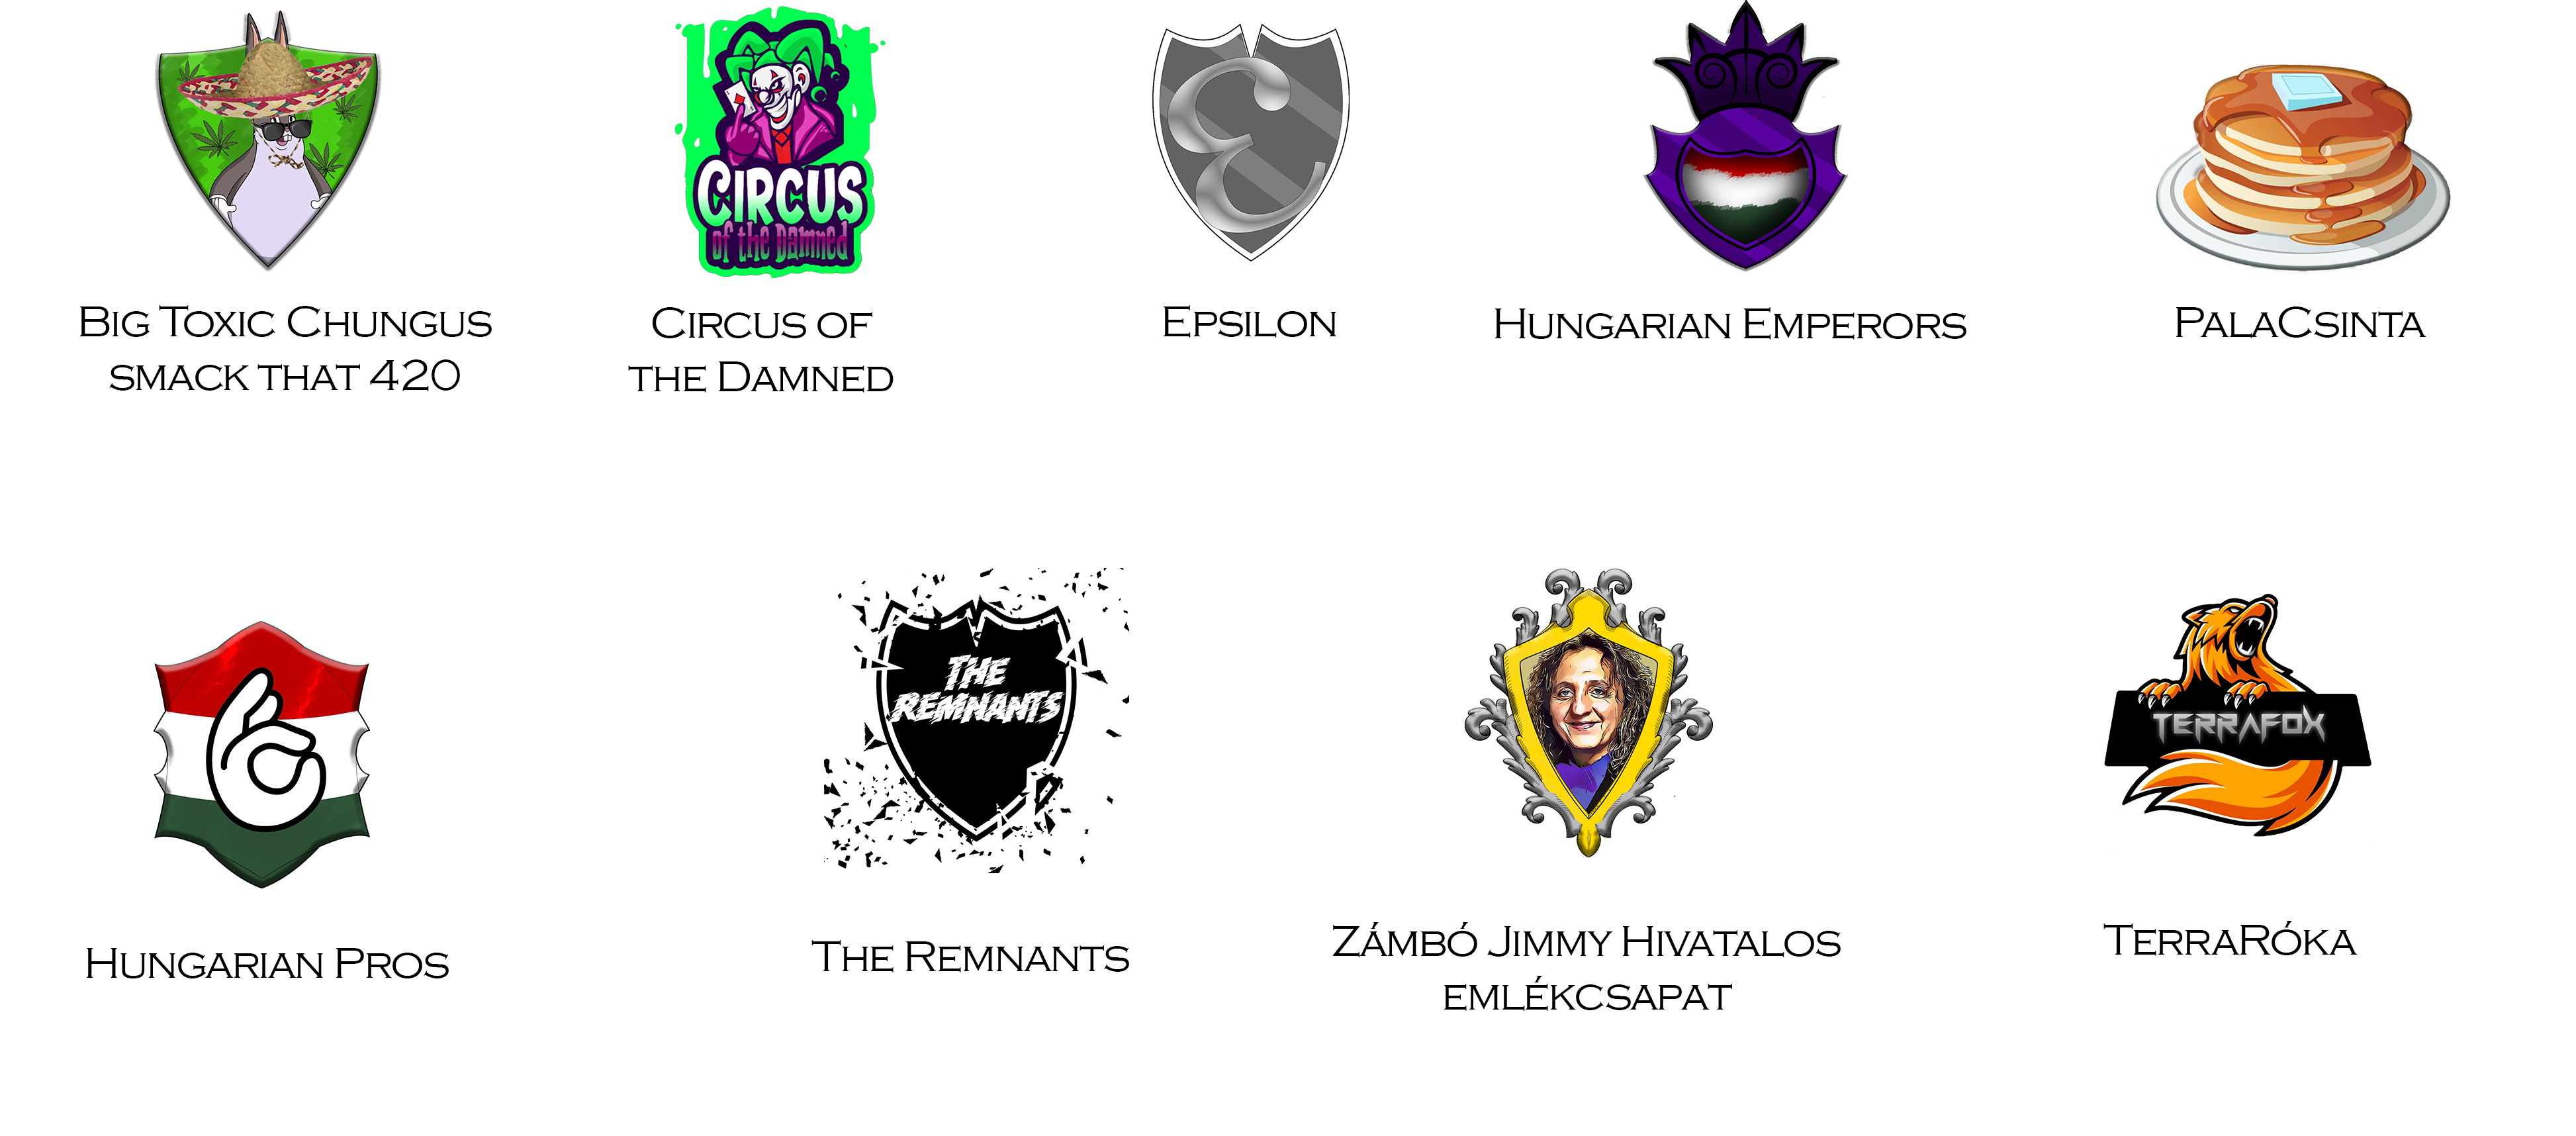 CIRCUS
of the Damned
BIG TOXIC CHUNGUS
SMACK THAT 420
CIRCUS OF
THE DAMNED
EPSILON
HUNGARIAN EMPERORS
PALACSINTA
THE
REMNANTS
TERRAFOX
HUNGARIAN PROS
THE REMNANTS
ZÁMBÓ JIMMY HIVATALOS
EMLÉKCSAPAT
TERRARÓKA